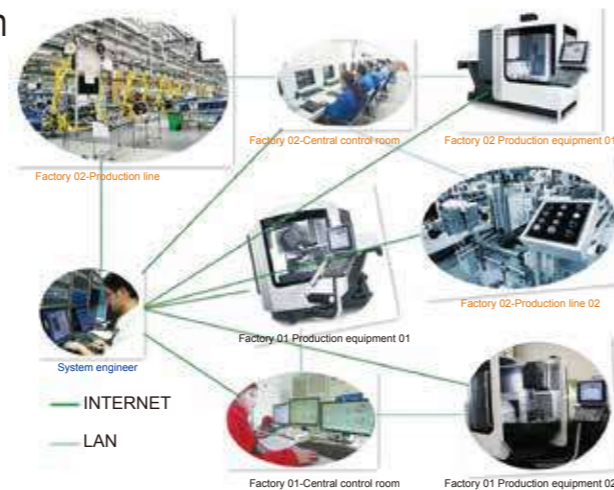 n
Factory 02-Central control room
Factory 02 Production equipment 01
Factory 02-Production line
Factory 02-Production line 02
Factory 01 Production equipment 01
System engineer
INTERNET
LAN
Factory 01-Central control room
Factory 01 Production equipment 02